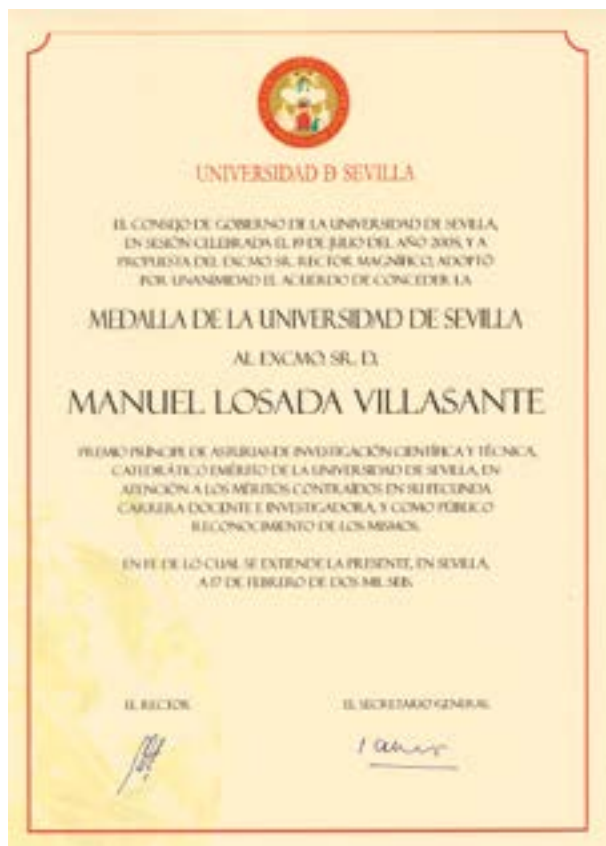 UNIVERSIDAD D SEVILLA
EL CONSEJO DE GOBIERNO DE LA UNIVERSIDAD DE SEVILLA,
EN SESIÓN CELEBRADA EL 19 DE JULIO DEL AÑO 2005, Y A
PROPUESTA DEL EXCMO. SR. RECTOR MAGNÍFICO, ADOPTÓ
POR UNANIMIDAD EL ACUERDO DE CONCEDER LA
MEDALLA DE LA UNIVERSIDAD DE SEVILLA
AL EXCMO. SR. D.
MANUEL LOSADA VILLASANTE
PREMIO PRÍNCIPE DE ASTURIAS DE INVESTIGACIÓN CIENTÍFICA Y TÉCNICA,
CATEDRÁTICO EMÉRITO DE LA UNIVERSIDAD DE SEVILLA, EN
ATENCIÓN A LOS MÉRITOS CONTRAÍDOS EN SU FECUNDA
CARRERA DOCENTE E INVESTIGADORA, Y COMO PÚBLICO
RECONOCIMIENTO DE LOS MISMOS.
EN FE DE LO CUAL SE EXTIENDE LA PRESENTE, EN SEVILLA,
A 17 DE FEBRERO DE DOS MIL SEIS.
EL RECTOR
EL SECRETARIO GENERAL